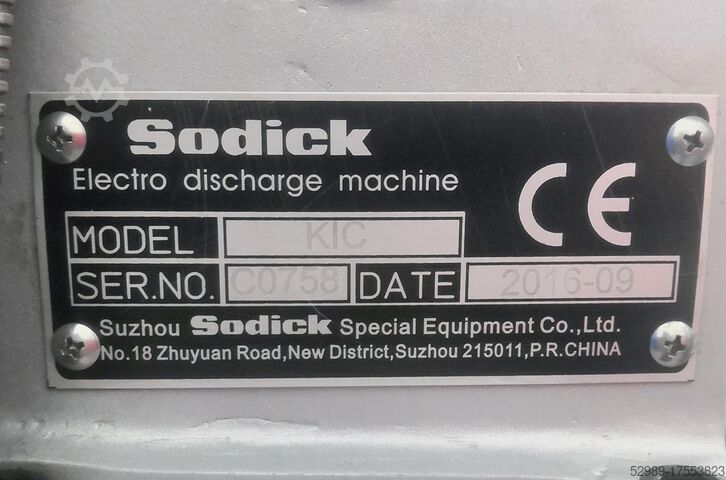 Sodick
Electro discharge machine
CE
MODEL KIC
SER.NO. C0758 DATE 2016-09
Suzhou Sodick Special Equipment Co.,Ltd.
No.18 Zhuyuan Road,New District,Suzhou 215011,P.R.CHINA
52989-17553823